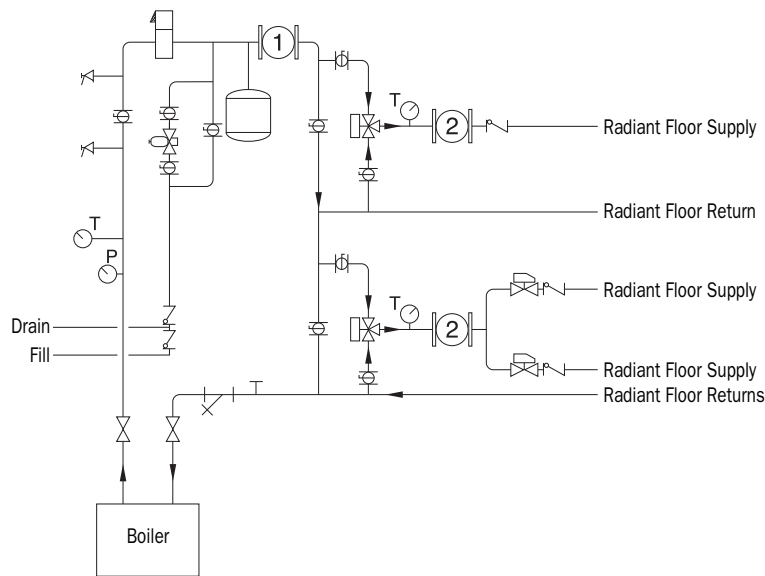 1
T
2
Radiant Floor Supply
Radiant Floor Return
T
P
T
2
Radiant Floor Supply
Drain
Fill
Radiant Floor Supply
T
Radiant Floor Returns
Boiler